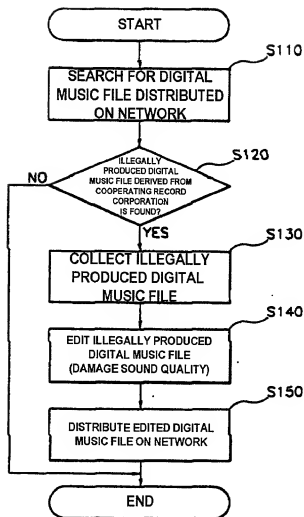 START
S110
SEARCH FOR DIGITAL
MUSIC FILE DISTRIBUTED
ON NETWORK
S120
ILLEGALLY
PRODUCED DIGITAL
MUSIC FILE DERIVED FROM
COOPERATING RECORD
CORPORATION
IS FOUND?
NO
YES
S130
COLLECT ILLEGALLY
PRODUCED DIGITAL
MUSIC FILE
S140
EDIT ILLEGALLY PRODUCED
DIGITAL MUSIC FILE
(DAMAGE SOUND QUALITY)
S150
DISTRIBUTE EDITED DIGITAL
MUSIC FILE ON NETWORK
END